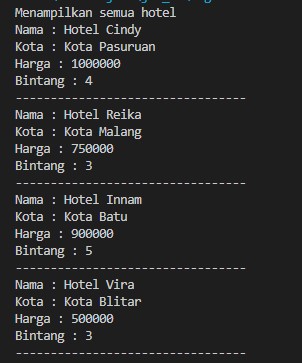 Menampilkan semua hotel
Nama : Hotel Cindy
Kota : Kota Pasuruan
Harga : 1000000
Bintang : 4
---------------------------------
Nama : Hotel Reika
Kota : Kota Malang
Harga : 750000
Bintang : 3
---------------------------------
Nama : Hotel Innam
Kota : Kota Batu
Harga : 900000
Bintang : 5
---------------------------------
Nama : Hotel Vira
Kota : Kota Blitar
Harga : 500000
Bintang : 3
---------------------------------